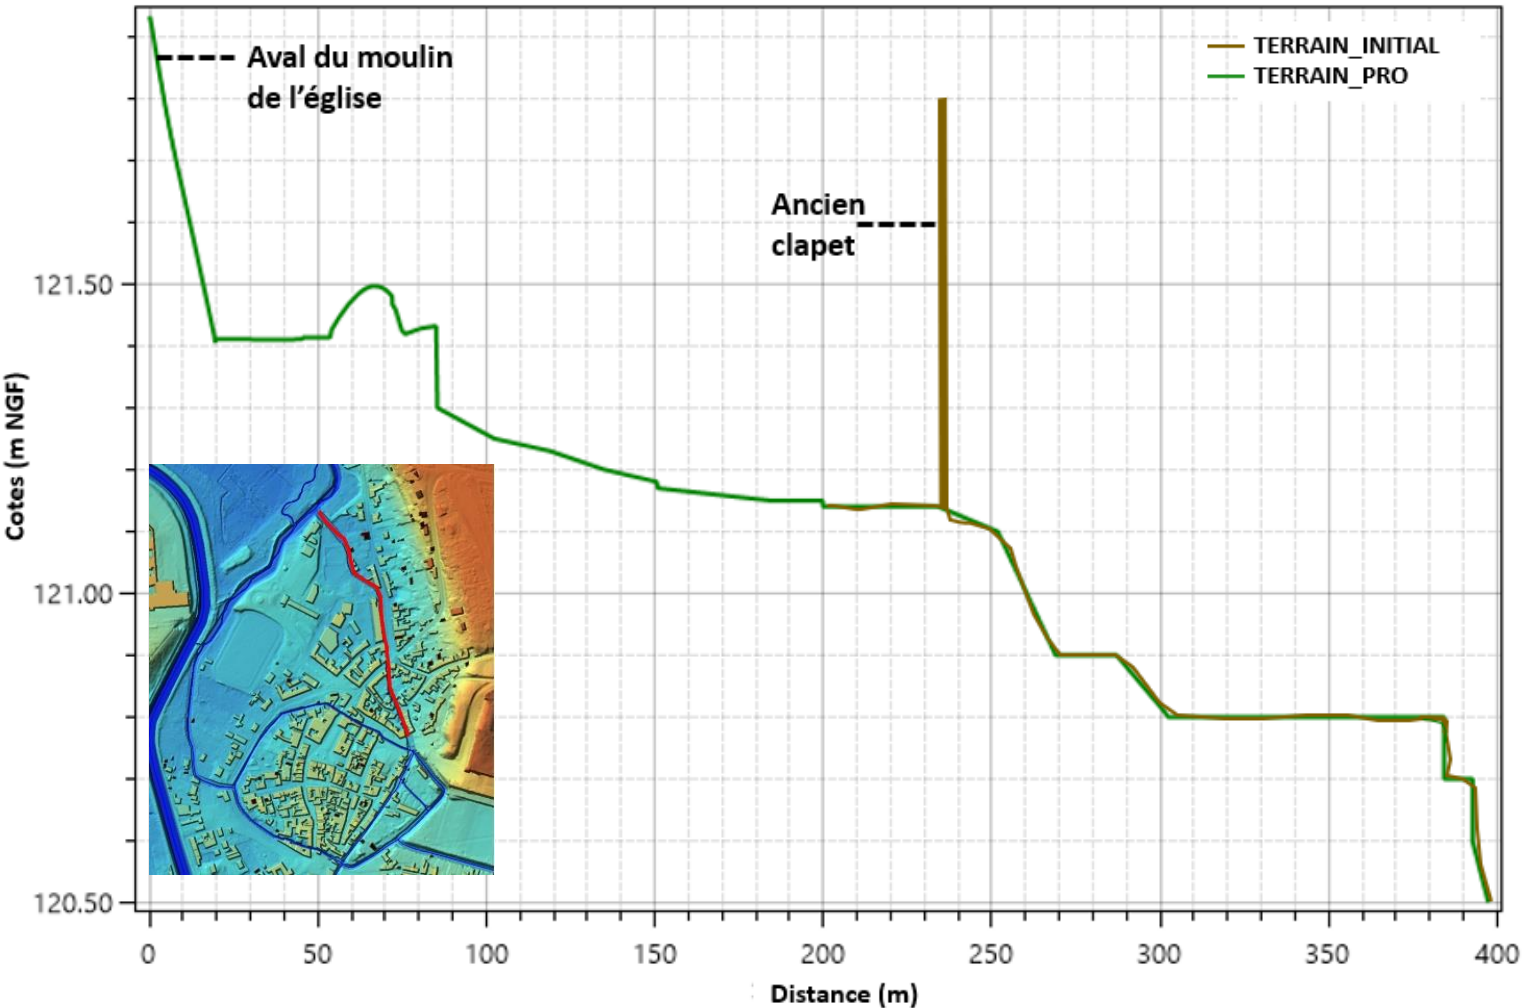 Aval du moulin
de l’église
TERRAIN_INITIAL
TERRAIN_PRO
Ancien
clapet
121.50
121.00
120.50
Cotes (m NGF)
0 50 100 150 200 250 300 350 400
Distance (m)